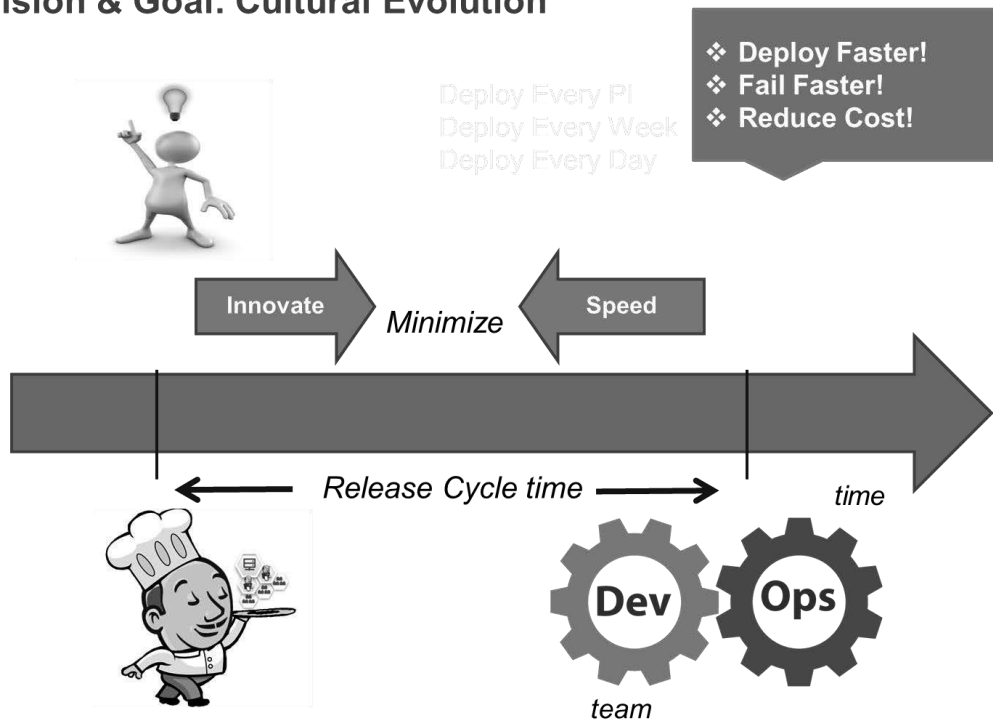 ision & Goal: Cultural Evolution
❖ Deploy Faster!
❖ Fail Faster!
❖ Reduce Cost!
Deploy Every PI
Deploy Every Week
Deploy Every Day
Innovate
Minimize
Speed
Release Cycle time
time
Dev
Ops
team